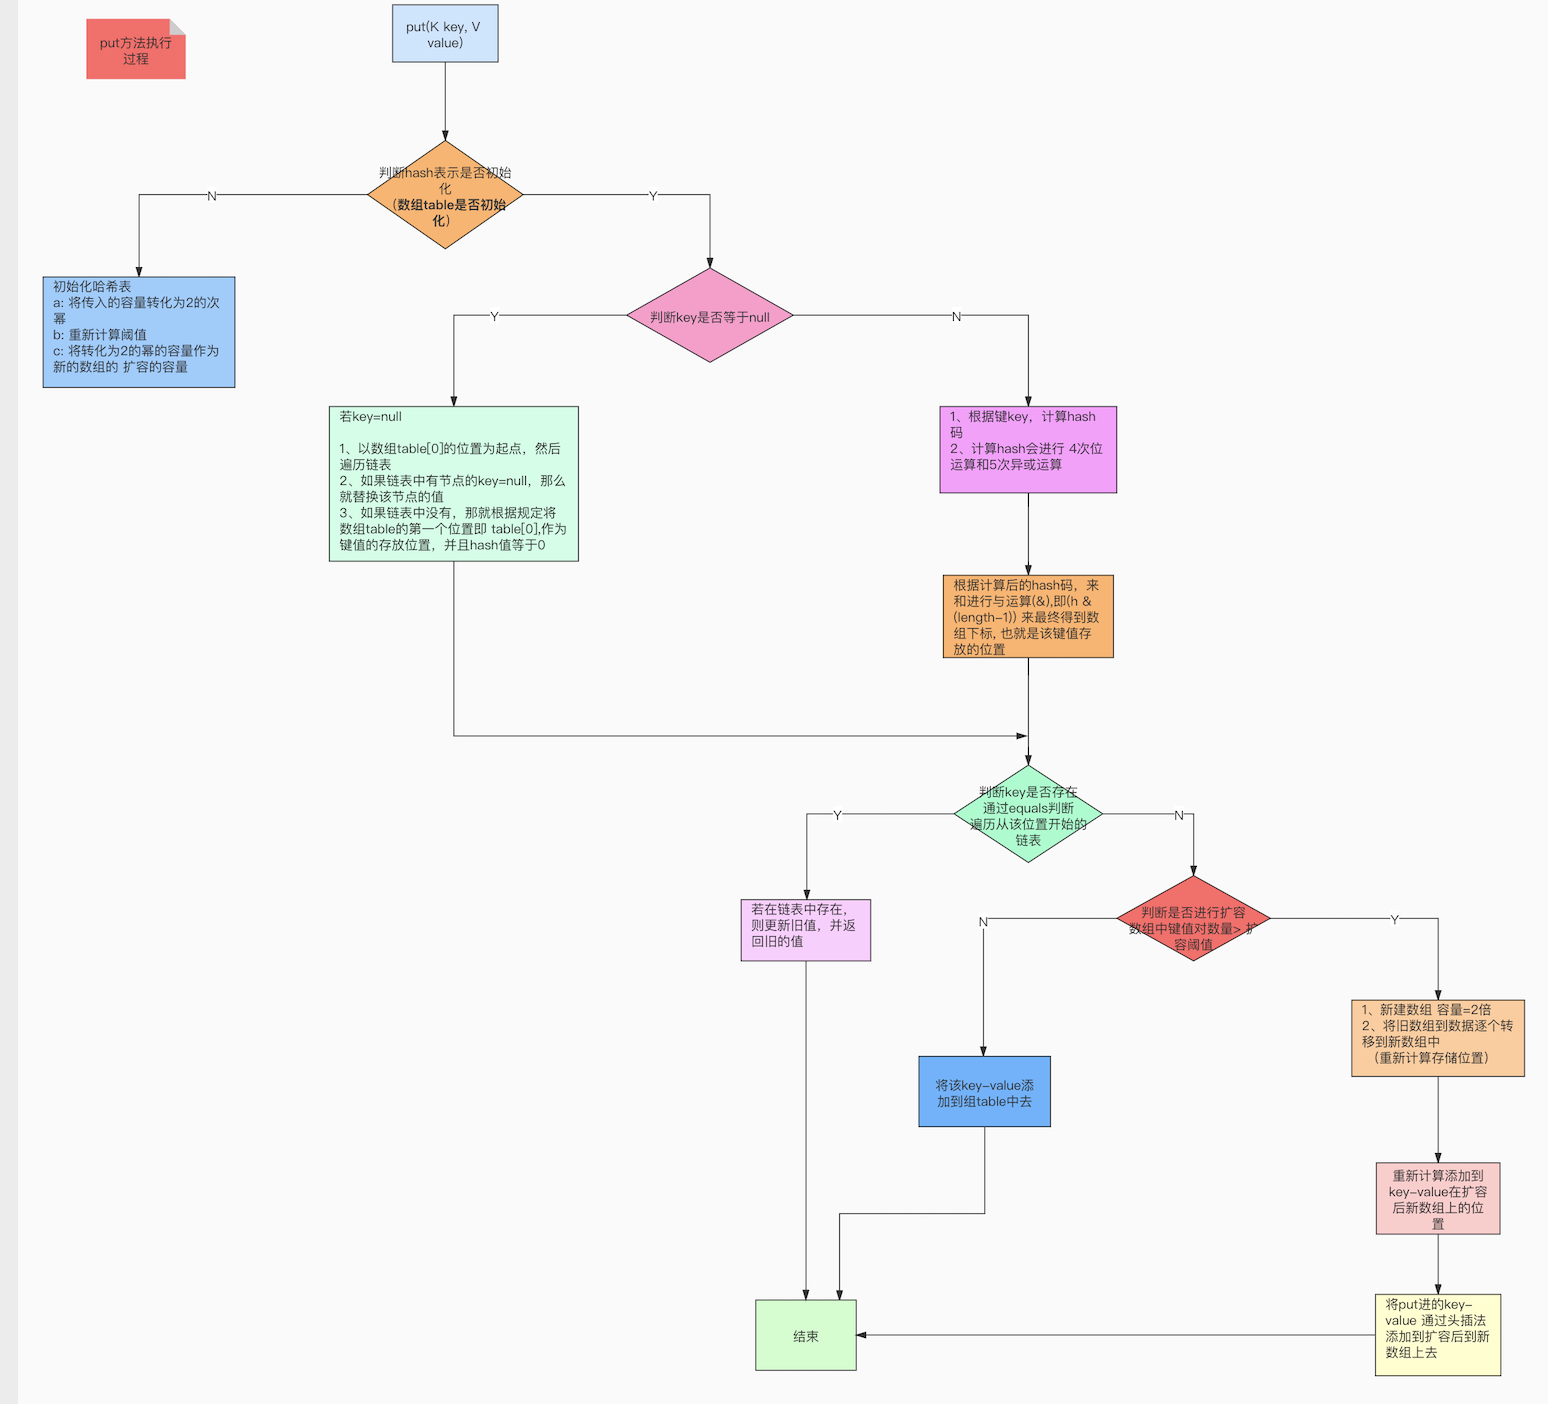 put方法执行
过程
put(K key, V
value)
判断hash表示是否初始
化
（数组table是否初始
化）
N
Y
初始化哈希表
a: 将传入的容量转化为2的次
幂
b: 重新计算阈值
c: 将转化为2的幂的容量作为
新的数组的 扩容的容量
判断key是否等于null
Y
N
若key=null
1、以数组table[0]的位置为起点，然后
遍历链表
2、如果链表中有节点的key=null，那么
就替换该节点的值
3、如果链表中没有，那就根据规定将
数组table的第一个位置即 table[0],作为
键值的存放位置，并且hash值等于0
1、根据键key，计算hash
码
2、计算hash会进行 4次位
运算和5次异或运算
根据计算后的hash码，来
和进行与运算(&),即(h &
(length-1)) 来最终得到数
组下标, 也就是该键值存
放的位置
判断key是否存在
通过equals判断
遍历从该位置开始的
链表
Y
N
若在链表中存在，
则更新旧值，并返
回旧的值
判断是否进行扩容
数组中键值对数量> 扩
容阈值
N
Y
1、新建数组 容量=2倍
2、将旧数组到数据逐个转
移到新数组中
（重新计算存储位置）
将该key-value添
加到组table中去
重新计算添加到
key-value在扩容
后新数组上的位
置
将put进的key-
value 通过头插法
添加到扩容后到新
数组上去
结束